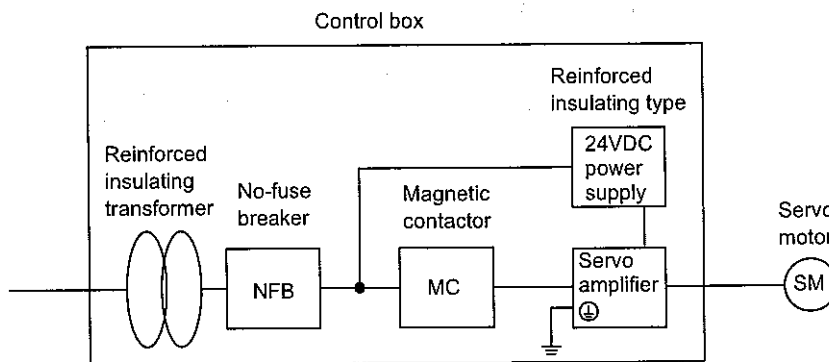 Control box
Reinforced
insulating type
24VDC
power
supply
Reinforced
insulating
transformer
No-fuse
breaker
Magnetic
contactor
Servo
motor
NFB
MC
Servo
amplifier
SM